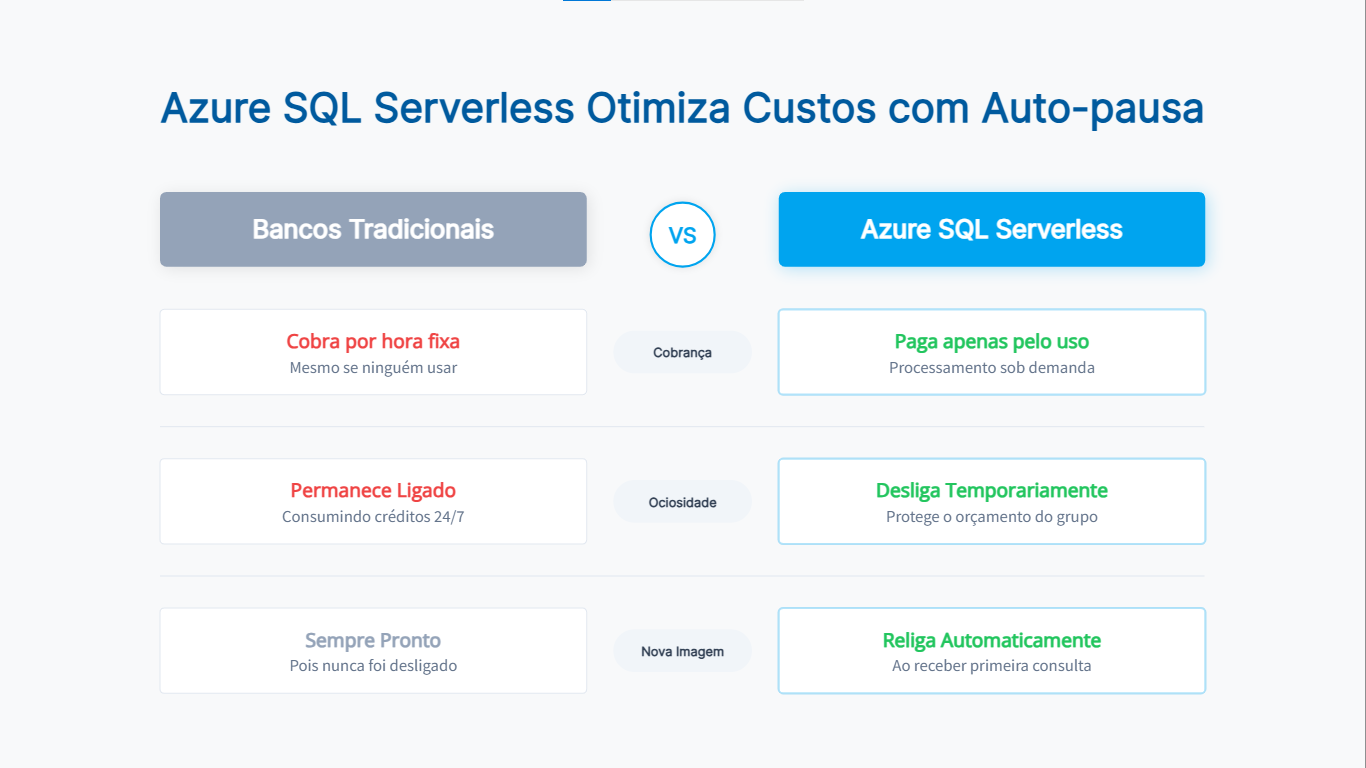 Azure SQL Serverless Otimiza Custos com Auto-pausa
Bancos Tradicionais
VS
Azure SQL Serverless
Cobra por hora fixa
Mesmo se ninguém usar
Cobrança
Paga apenas pelo uso
Processamento sob demanda
Permanece Ligado
Consumindo créditos 24/7
Ociosidade
Desliga Temporariamente
Protege o orçamento do grupo
Sempre Pronto
Pois nunca foi desligado
Nova Imagem
Religa Automaticamente
Ao receber primeira consulta